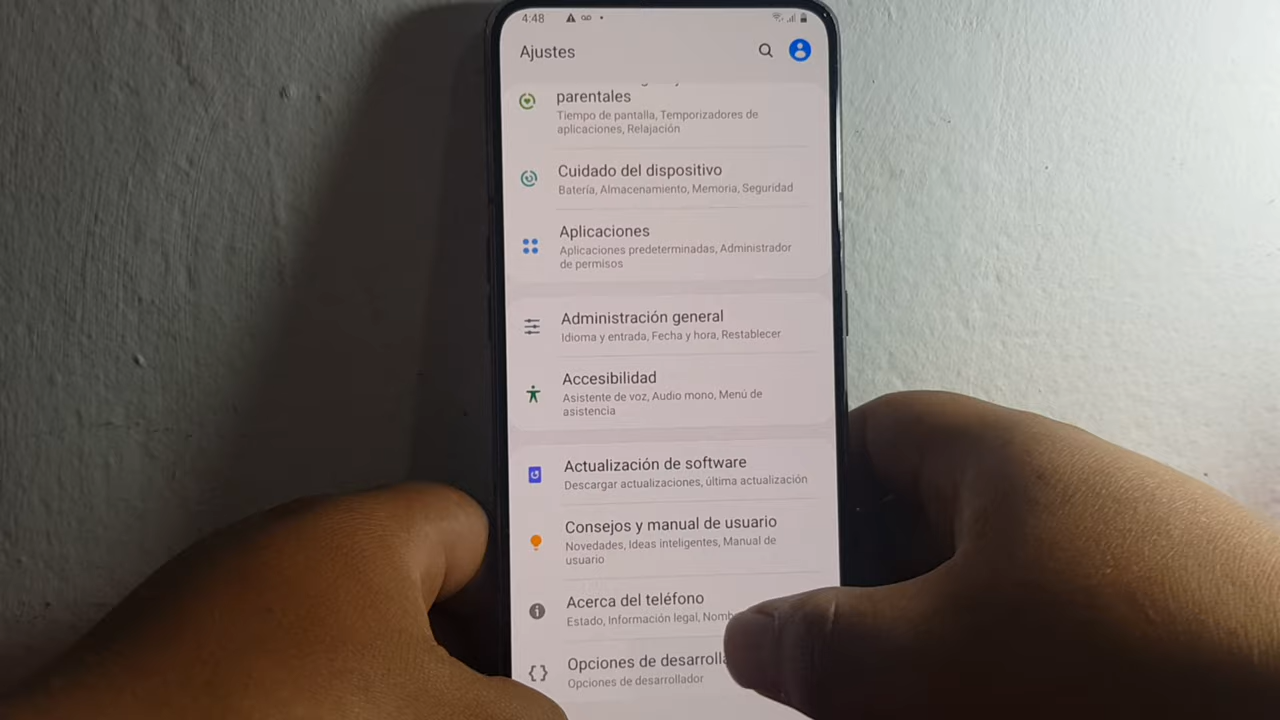 4:48
Ajustes
parentales
Tiempo de pantalla, Temporizadores de
aplicaciones, Relajación
Cuidado del dispositivo
Batería, Almacenamiento, Memoria, Seguridad
Aplicaciones
Aplicaciones predeterminadas, Administrador
de permisos
Administración general
Idioma y entrada, Fecha y hora, Restablecer
Accesibilidad
Asistente de voz, Audio mono, Menú de
asistencia
Actualización de software
Descargar actualizaciones, última actualización
Consejos y manual de usuario
Novedades, Ideas inteligentes, Manual de
usuario
Acerca del teléfono
Estado, Información legal, Nomb
Opciones de desarrolla
Opciones de desarrollador